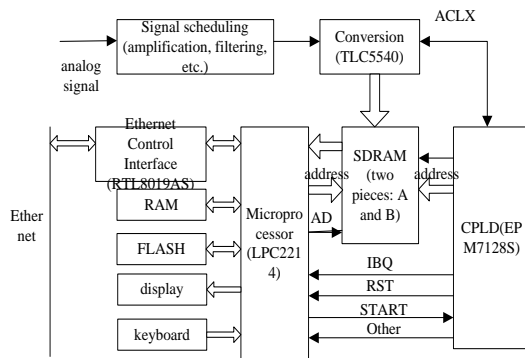 Signal scheduling
(amplification, filtering,
etc.)
analog
signal
Conversion
(TLC5540)
ACLX
Ethernet
Control
Interface
(RTL8019AS)
Ether
net
RAM
FLASH
display
keyboard
Micropro
cessor
(LPC221
4)
address
AD
SDRAM
(two
pieces: A
and B)
address
CPLD(EP
M7128S)
IBQ
RST
START
Other